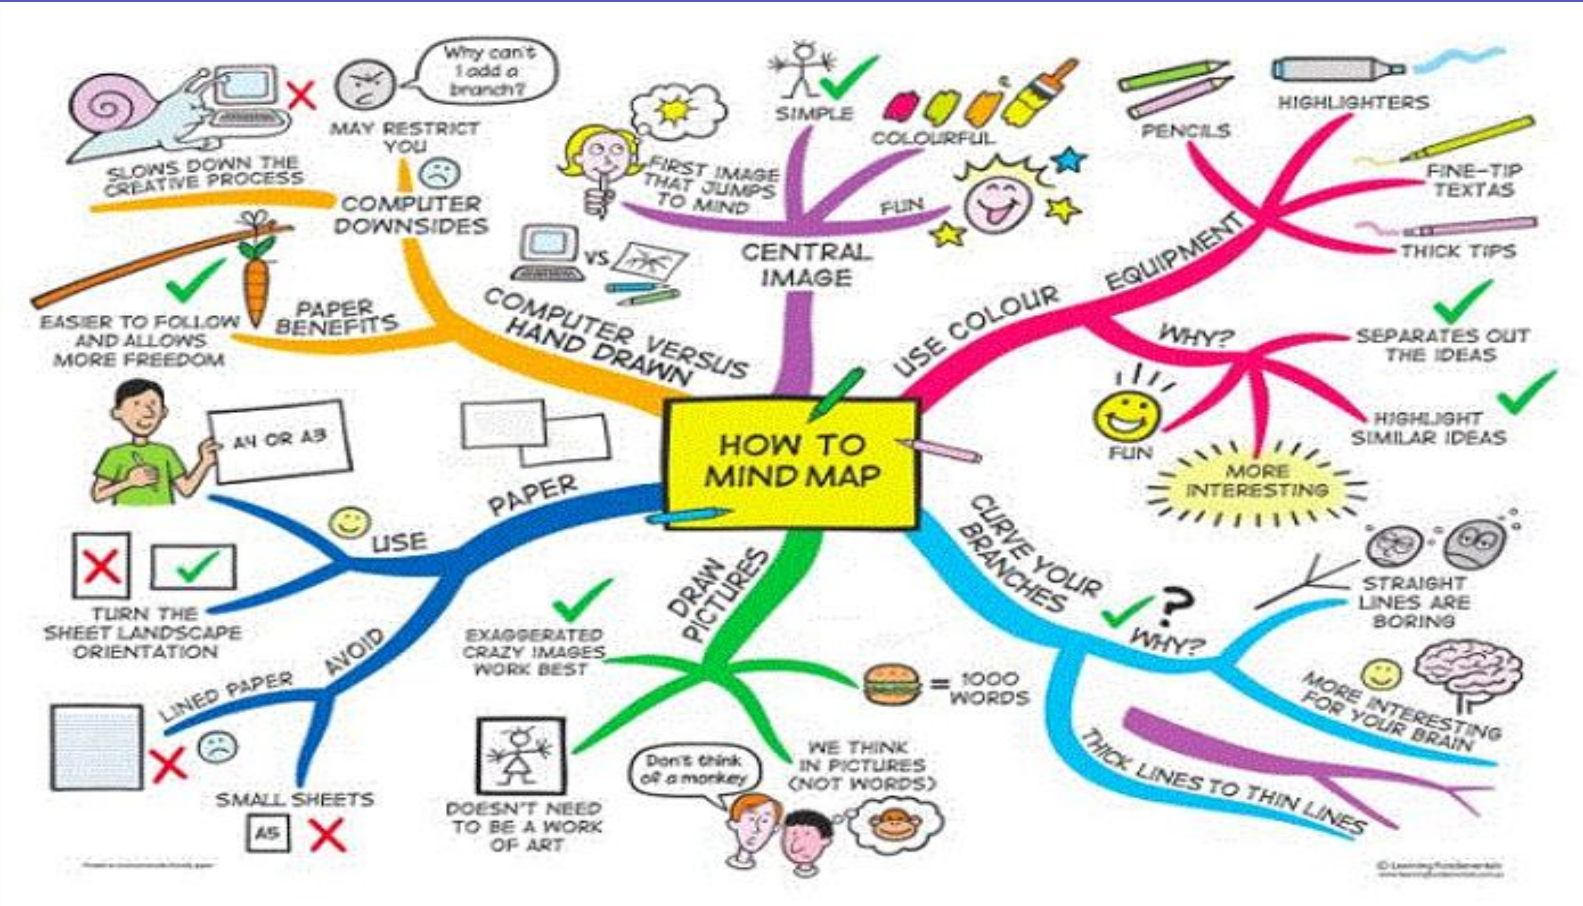 HOW TO
MIND MAP
CENTRAL
IMAGE
FIRST IMAGE
THAT JUMPS
TO MIND
SIMPLE
COLOURFUL
FUN
USE COLOUR
EQUIPMENT
PENCILS
HIGHLIGHTERS
FINE-TIP
TEXTAS
THICK TIPS
WHY?
SEPARATES OUT
THE IDEAS
HIGHLIGHT
SIMILAR IDEAS
MORE
INTERESTING
FUN
CURVE YOUR
BRANCHES
?
WHY?
STRAIGHT
LINES ARE
BORING
MORE INTERESTING
FOR YOUR BRAIN
THICK LINES TO THIN LINES
DRAW
PICTURES
= 1000
WORDS
WE THINK
IN PICTURES
(NOT WORDS)
Don't think
of a monkey
DOESN'T NEED
TO BE A WORK
OF ART
EXAGGERATED
CRAZY IMAGES
WORK BEST
PAPER
USE
A4 OR A3
TURN THE
SHEET LANDSCAPE
ORIENTATION
AVOID
LINED PAPER
SMALL SHEETS
A5
COMPUTER VERSUS
HAND DRAWN
VS
PAPER
BENEFITS
EASIER TO FOLLOW
AND ALLOWS
MORE FREEDOM
COMPUTER
DOWNSIDES
SLOWS DOWN THE
CREATIVE PROCESS
MAY RESTRICT
YOU
Why can't
I add a
branch?
© Learning Fundamentals